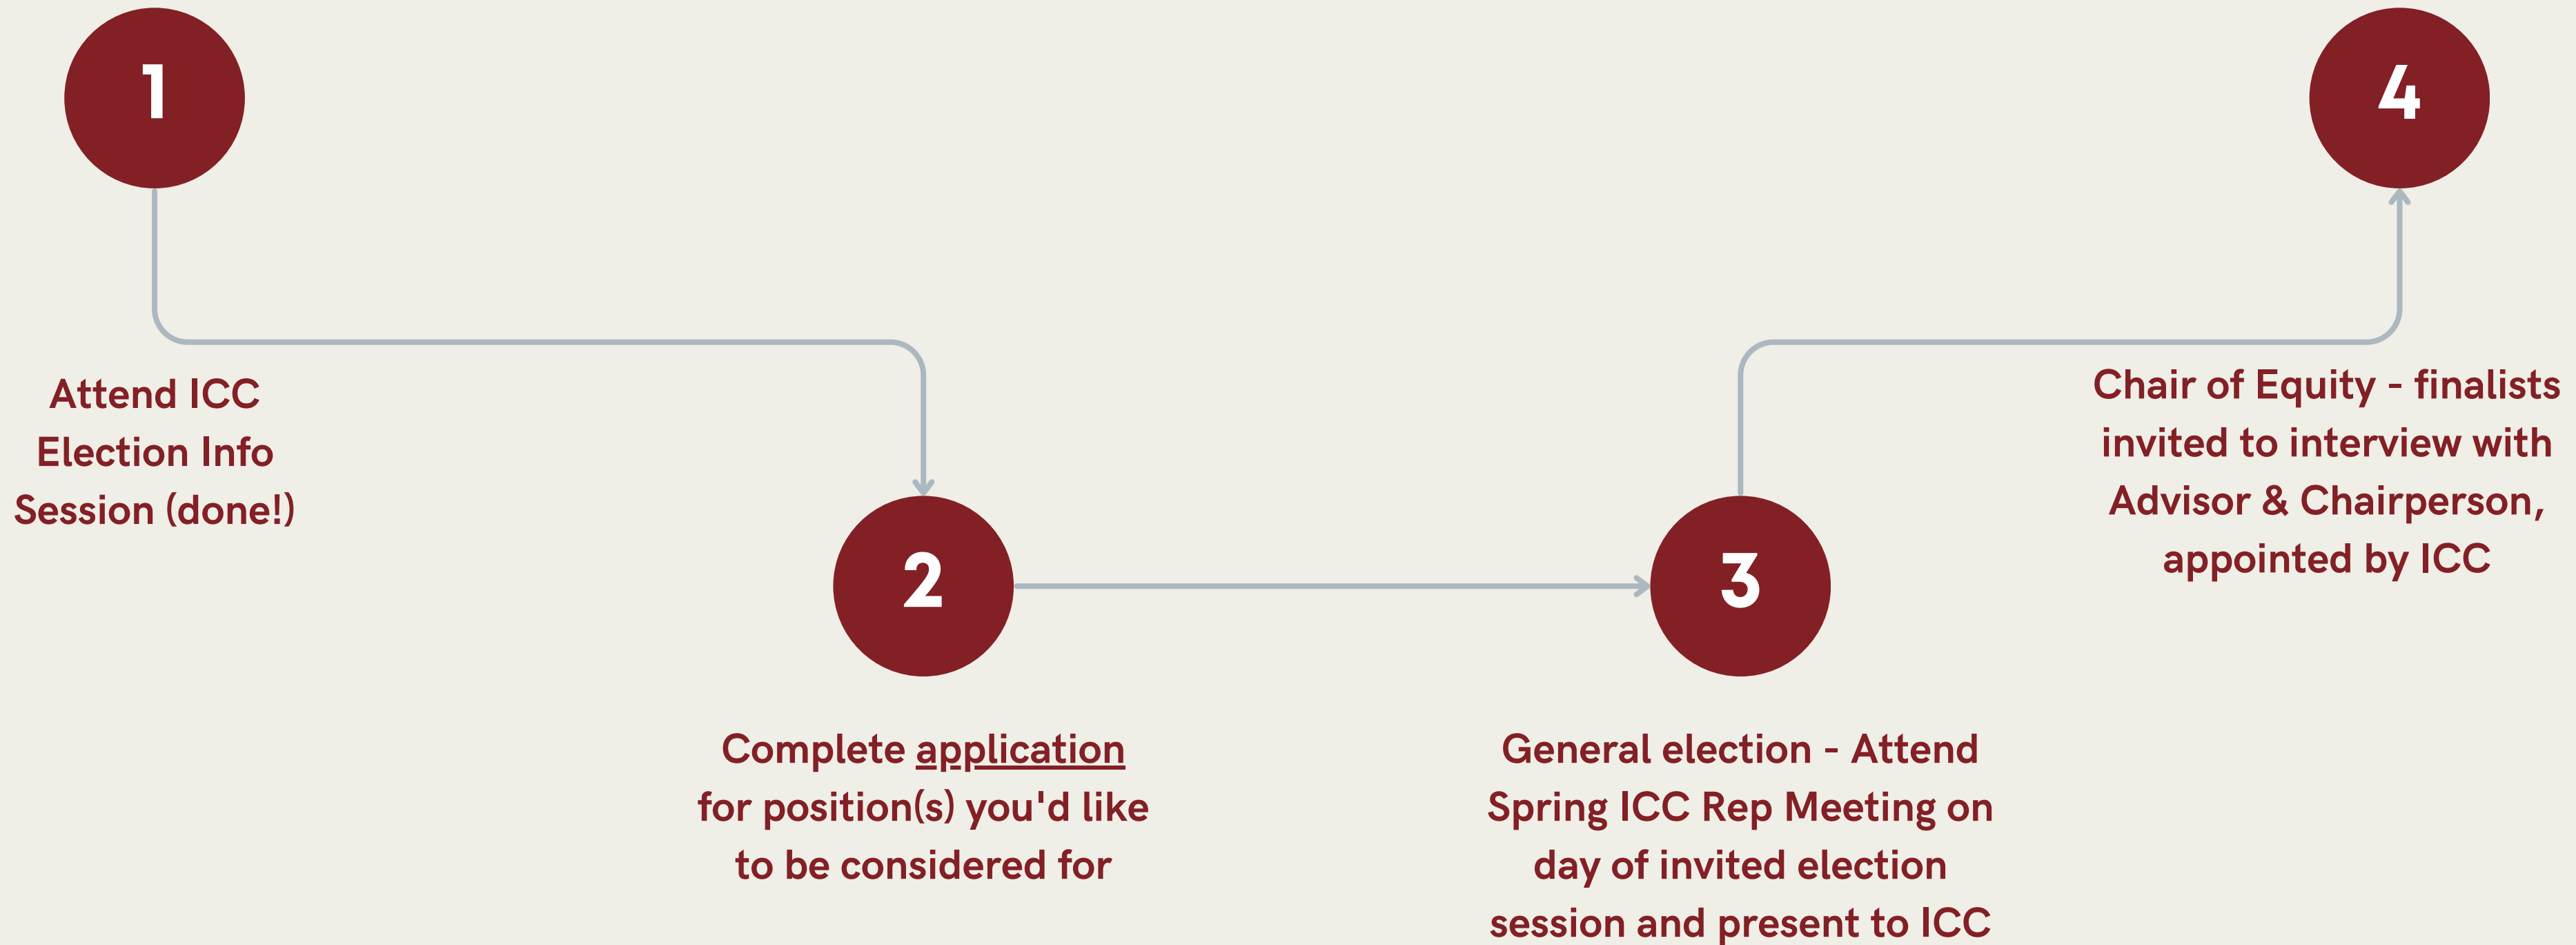 1
Attend ICC
Election Info
Session (done!)
2
Complete application
for position(s) you'd like
to be considered for
3
General election - Attend
Spring ICC Rep Meeting on
day of invited election
session and present to ICC
4
Chair of Equity - finalists
invited to interview with
Advisor & Chairperson,
appointed by ICC